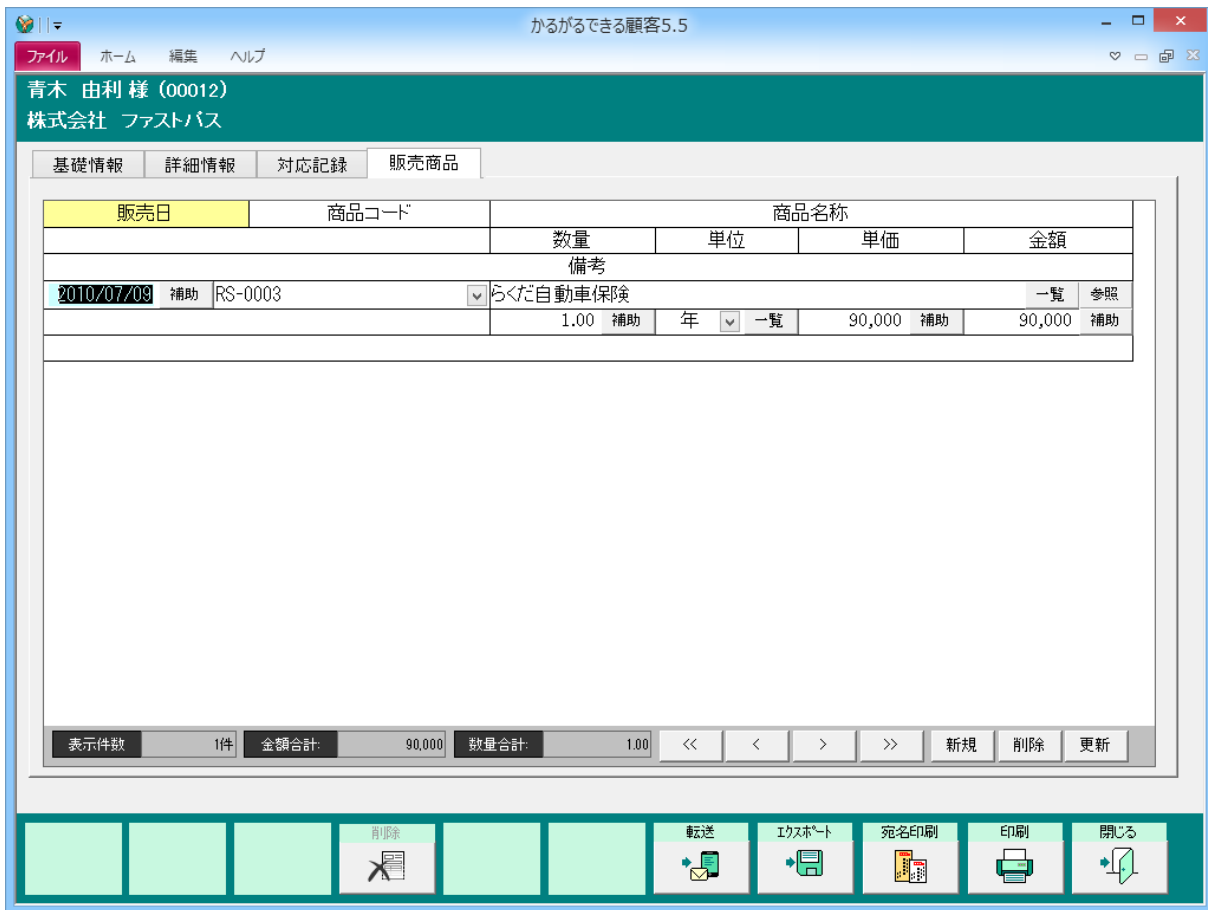 かるがるできる顧客5.5
ファイル ホーム 編集 ヘルプ
青木 由利 様 (00012)
株式会社 ファストパス
基礎情報 詳細情報 対応記録 販売商品
販売日 商品コード 商品名称
数量 単位 単価 金額
備考
2010/07/09 補助 RS-0003 らくだ自動車保険 一覧 参照
1.00 補助 年 一覧 90,000 補助 90,000 補助
表示件数 1件 金額合計: 90,000 数量合計: 1.00 << < > >> 新規 削除 更新
削除 転送 エクスポート 宛名印刷 印刷 閉じる